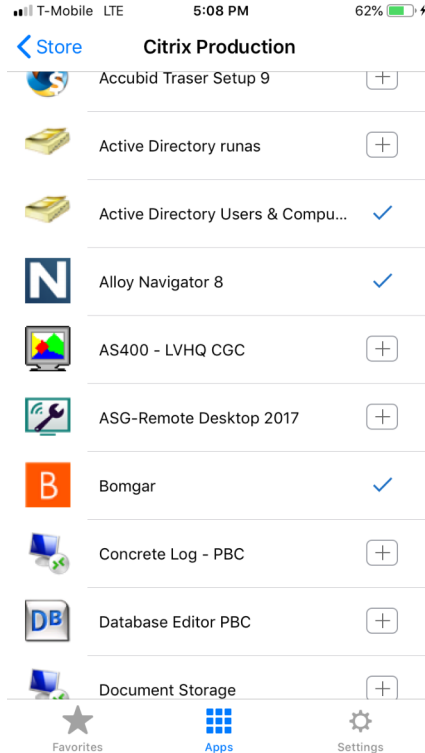 T-Mobile LTE 5:08 PM 62%
Store Citrix Production
Accubid Traser Setup 9
Active Directory runas
Active Directory Users & Compu...
N Alloy Navigator 8
AS400 - LVHQ CGC
ASG-Remote Desktop 2017
B Bomgar
Concrete Log - PBC
DB Database Editor PBC
Document Storage
Favorites Apps Settings